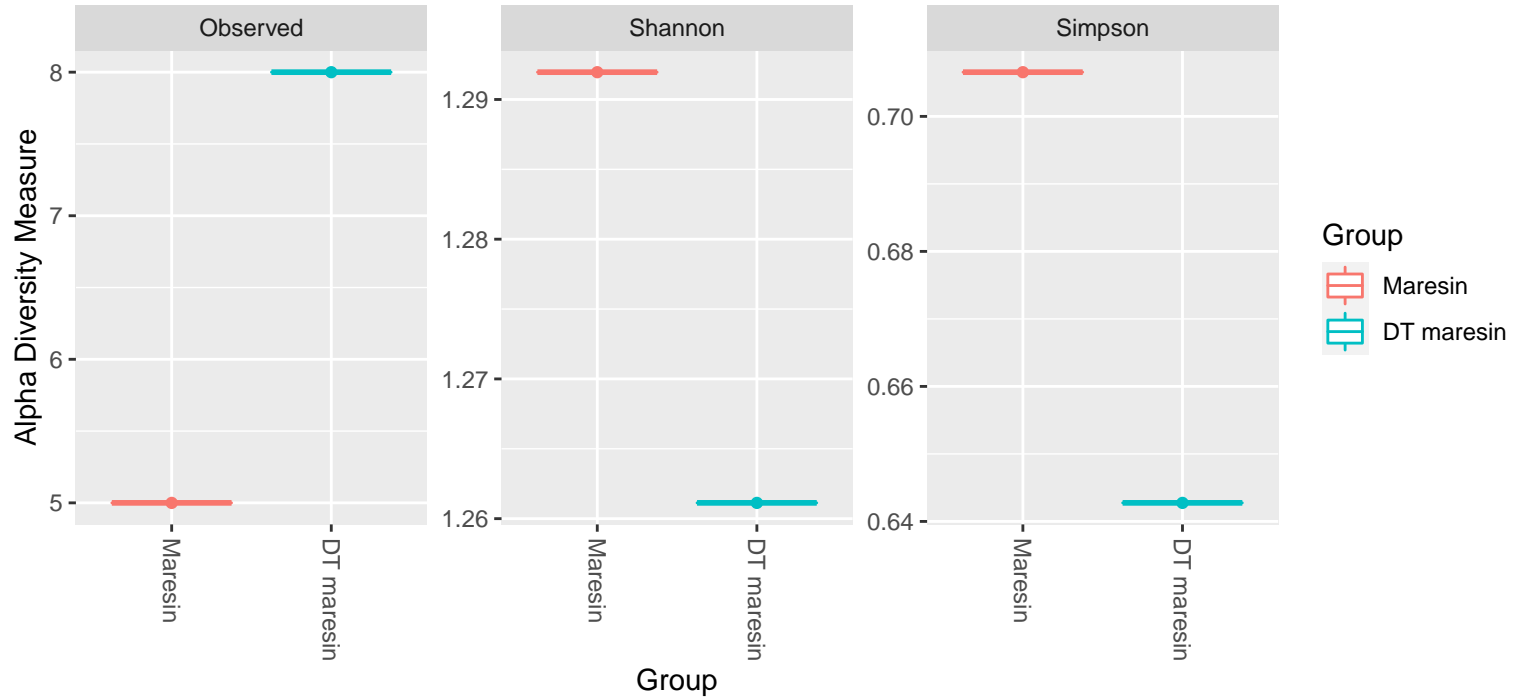 Observed
Shannon
Simpson
Alpha Diversity Measure
8
7
6
5
1.29
1.28
1.27
1.26
0.70
0.68
0.66
0.64
Maresin
DT maresin
Maresin
DT maresin
Maresin
DT maresin
Group
Group
Maresin
DT maresin